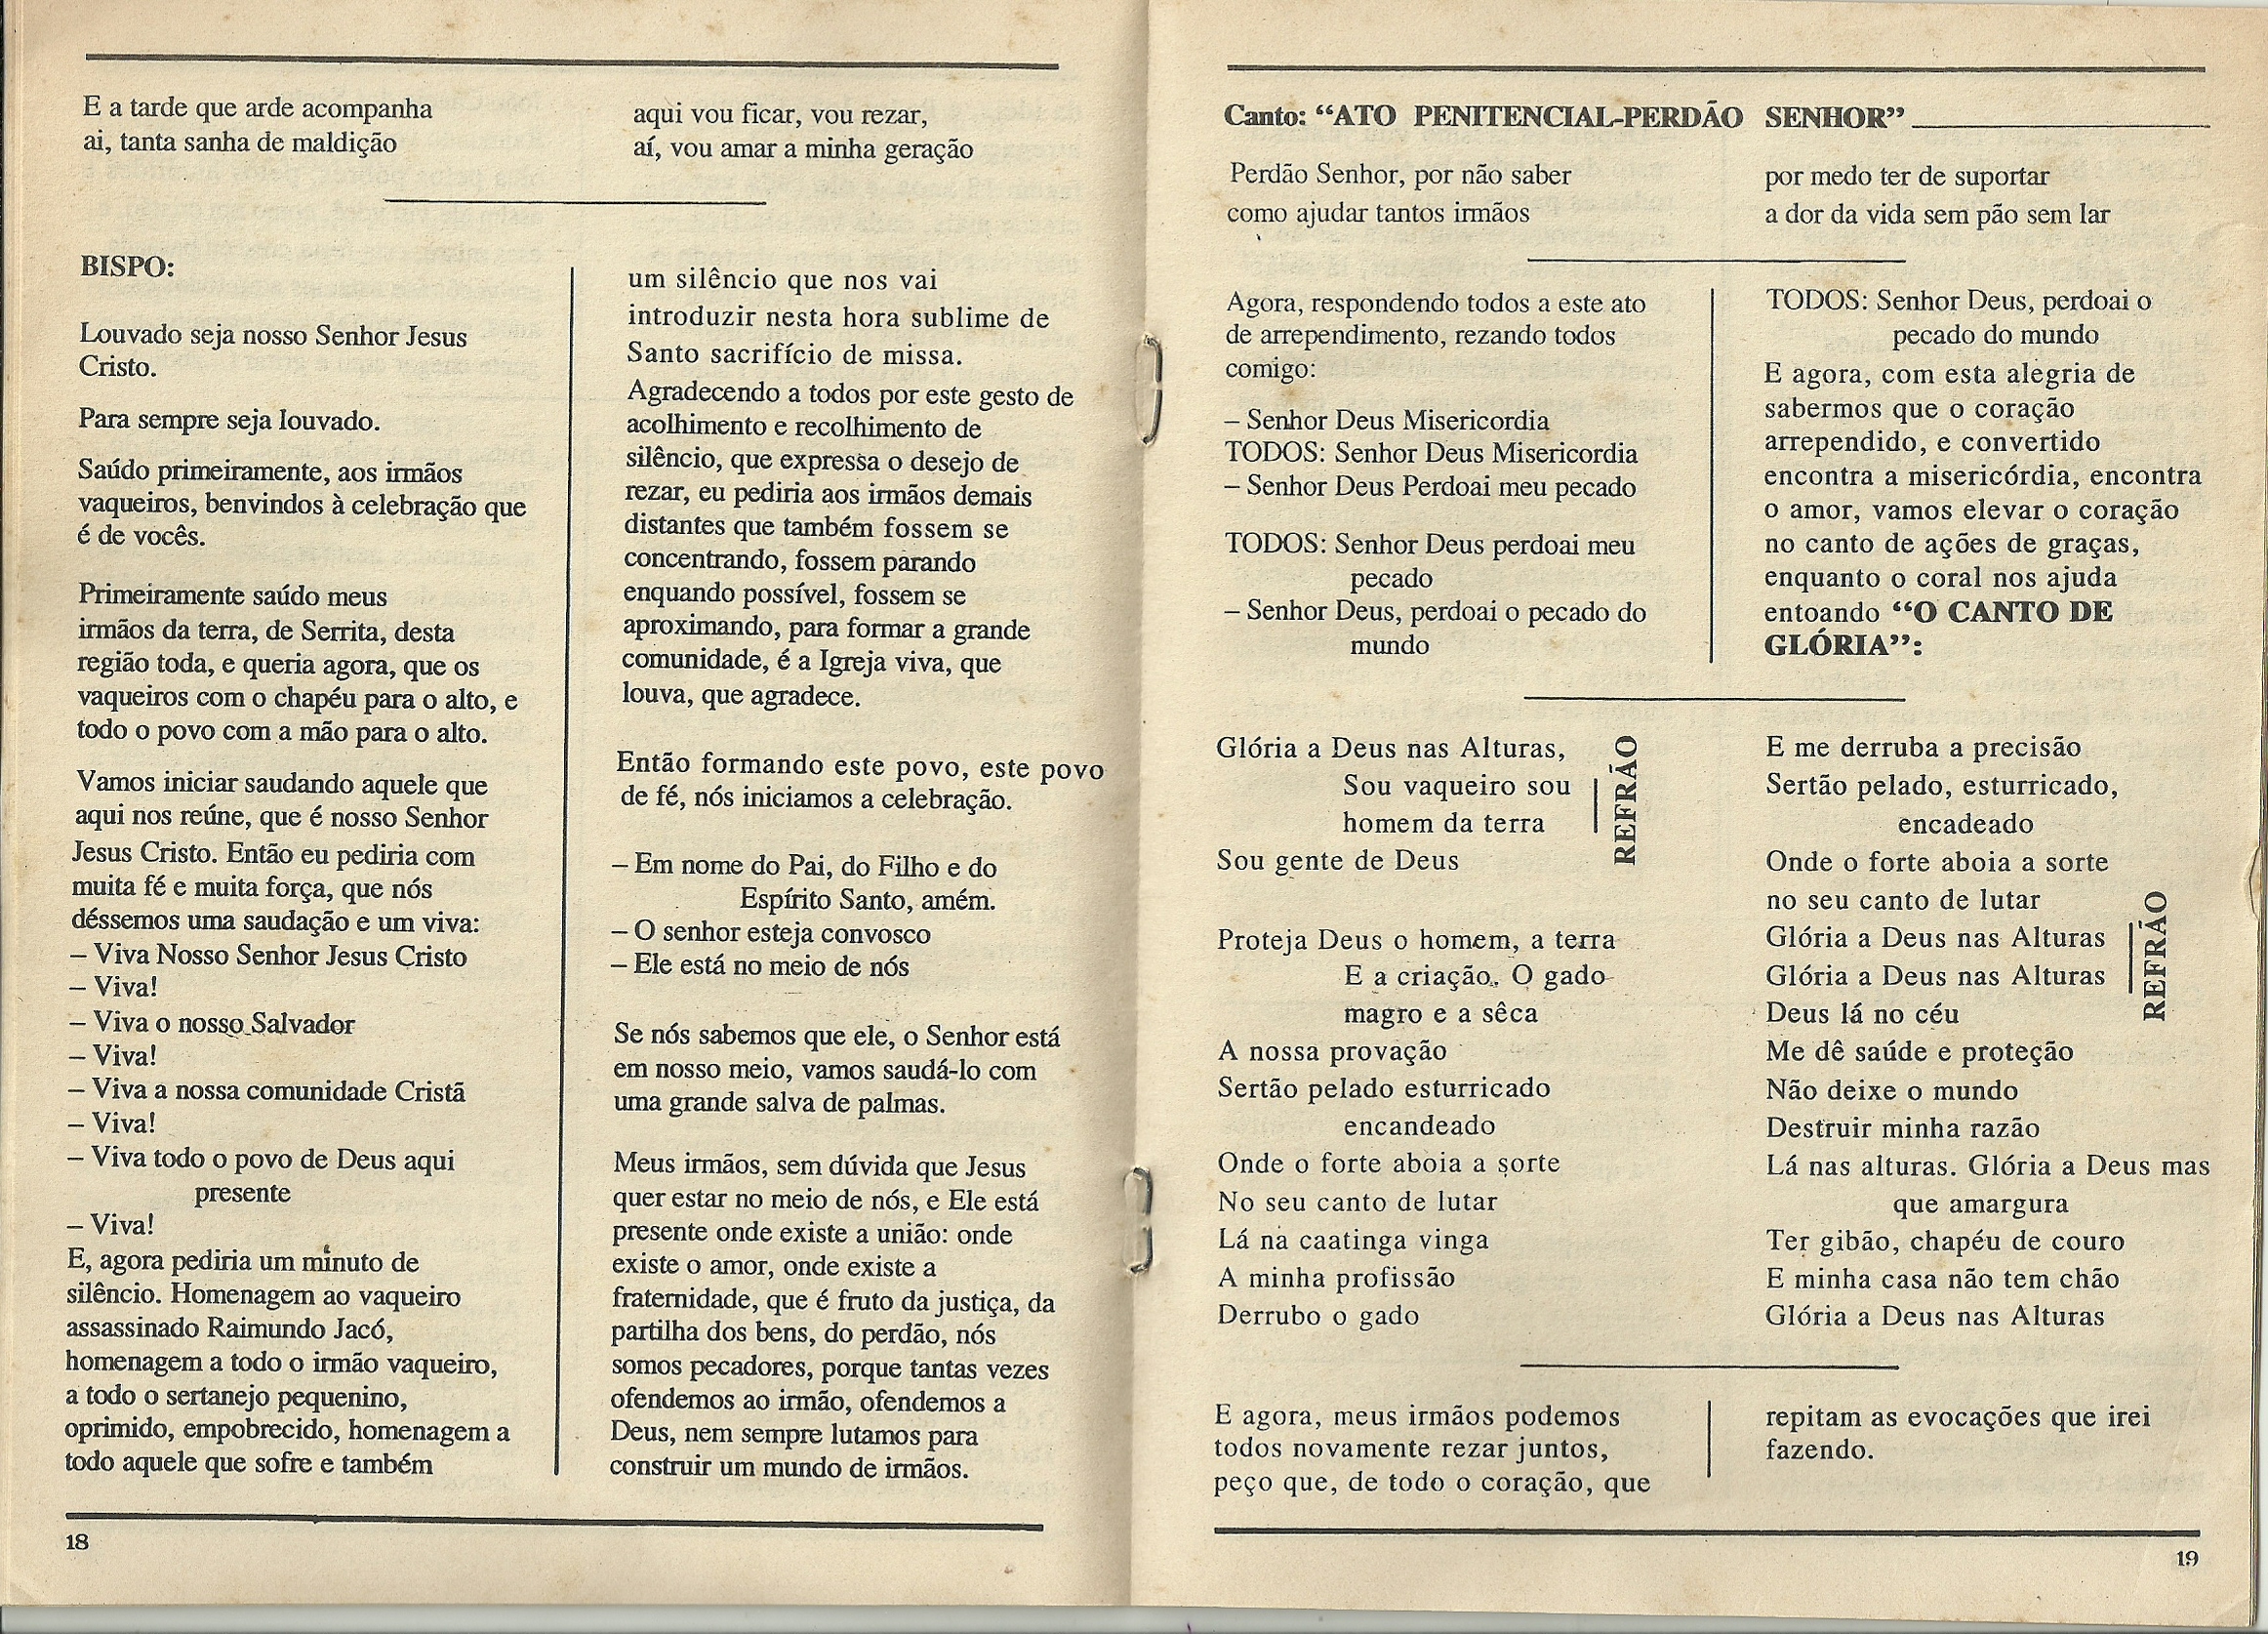 E a tarde que arde acompanha
ai, tanta sanha de maldição
aqui vou ficar, vou rezar,
aí, vou amar a minha geração
BISPO:
Louvado seja nosso Senhor Jesus
Cristo.
Para sempre seja louvado.
Saúdo primeiramente, aos irmãos
vaqueiros, benvindos à celebração que
é de vocês.
Primeiramente saúdo meus
irmãos da terra, de Serrita, desta
região toda, e queria agora, que os
vaqueiros com o chapéu para o alto, e
todo o povo com a mão para o alto.
Vamos iniciar saudando aquele que
aqui nos reúne, que é nosso Senhor
Jesus Cristo. Então eu pediria com
muita fé e muita força, que nós
déssemos uma saudação e um viva:
– Viva Nosso Senhor Jesus Cristo
– Viva!
– Viva o nosso Salvador
– Viva!
– Viva a nossa comunidade Cristã
– Viva!
– Viva todo o povo de Deus aqui
presente
– Viva!
E, agora pediria um minuto de
silêncio. Homenagem ao vaqueiro
assassinado Raimundo Jacó,
homenagem a todo o irmão vaqueiro,
a todo o sertanejo pequenino,
oprimido, empobrecido, homenagem a
todo aquele que sofre e também
um silêncio que nos vai
introduzir nesta hora sublime de
Santo sacrifício de missa.
Agradecendo a todos por este gesto de
acolhimento e recolhimento de
silêncio, que expressa o desejo de
rezar, eu pediria aos irmãos demais
distantes que também fossem se
concentrando, fossem parando
enquando possível, fossem se
aproximando, para formar a grande
comunidade, é a Igreja viva, que
louva, que agradece.
Então formando este povo, este povo
de fé, nós iniciamos a celebração.
– Em nome do Pai, do Filho e do
Espírito Santo, amém.
– O senhor esteja convosco
– Ele está no meio de nós
Se nós sabemos que ele, o Senhor está
em nosso meio, vamos saudá-lo com
uma grande salva de palmas.
Meus irmãos, sem dúvida que Jesus
quer estar no meio de nós, e Ele está
presente onde existe a união: onde
existe o amor, onde existe a
fraternidade, que é fruto da justiça, da
partilha dos bens, do perdão, nós
somos pecadores, porque tantas vezes
ofendemos ao irmão, ofendemos a
Deus, nem sempre lutamos para
construir um mundo de irmãos.
18
Canto: “ATO PENITENCIAL-PERDÃO SENHOR”
Perdão Senhor, por não saber
como ajudar tantos irmãos
por medo ter de suportar
a dor da vida sem pão sem lar
Agora, respondendo todos a este ato
de arrependimento, rezando todos
comigo:
– Senhor Deus Misericordia
TODOS: Senhor Deus Misericordia
– Senhor Deus Perdoai meu pecado
TODOS: Senhor Deus perdoai meu
pecado
– Senhor Deus, perdoai o pecado do
mundo
TODOS: Senhor Deus, perdoai o
pecado do mundo
E agora, com esta alegria de
sabermos que o coração
arrependido, e convertido
encontra a misericórdia, encontra
o amor, vamos elevar o coração
no canto de ações de graças,
enquanto o coral nos ajuda
entoando “O CANTO DE
GLÓRIA”:
Glória a Deus nas Alturas,
Sou vaqueiro sou
homem da terra
Sou gente de Deus
REFRÃO
Proteja Deus o homem, a terra
E a criação. O gado
magro e a sêca
A nossa provação
Sertão pelado esturricado
encandeado
Onde o forte aboia a sorte
No seu canto de lutar
Lá na caatinga vinga
A minha profissão
Derrubo o gado
E me derruba a precisão
Sertão pelado, esturricado,
encadeado
Onde o forte aboia a sorte
no seu canto de lutar
Glória a Deus nas Alturas
Glória a Deus nas Alturas
REFRÃO
Deus lá no céu
Me dê saúde e proteção
Não deixe o mundo
Destruir minha razão
Lá nas alturas. Glória a Deus mas
que amargura
Ter gibão, chapéu de couro
E minha casa não tem chão
Glória a Deus nas Alturas
E agora, meus irmãos podemos
todos novamente rezar juntos,
peço que, de todo o coração, que
repitam as evocações que irei
fazendo.
19